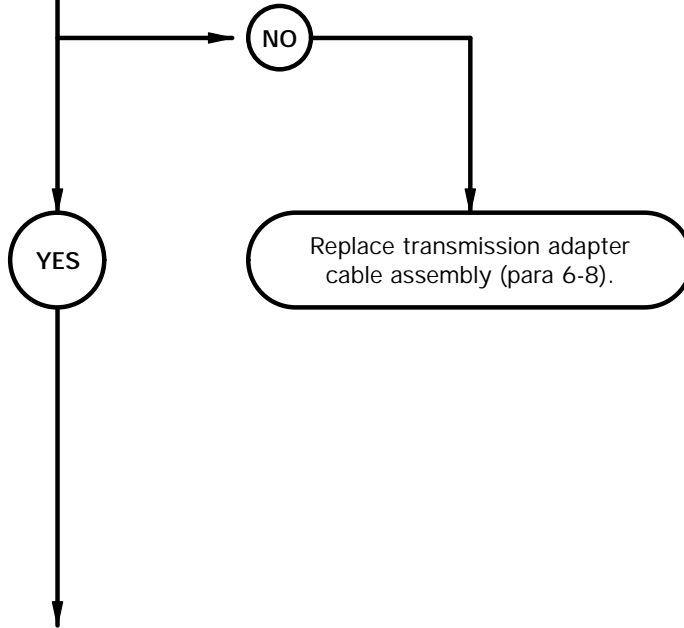 NO
YES
Replace transmission adapter
cable assembly (para 6-8).